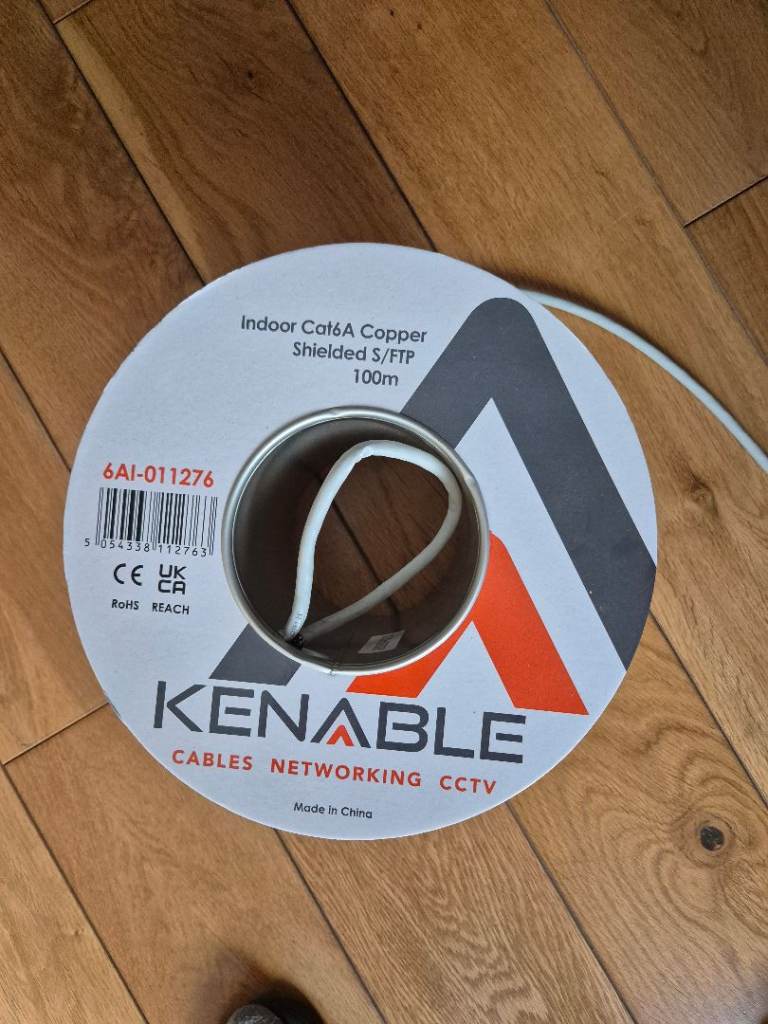 Indoor Cat6A Copper
Shielded S/FTP
100m
6AI-011276
5 054338 112763
CE UK CA
RoHS REACH
KENABLE
CABLES NETWORKING CCTV
Made in China